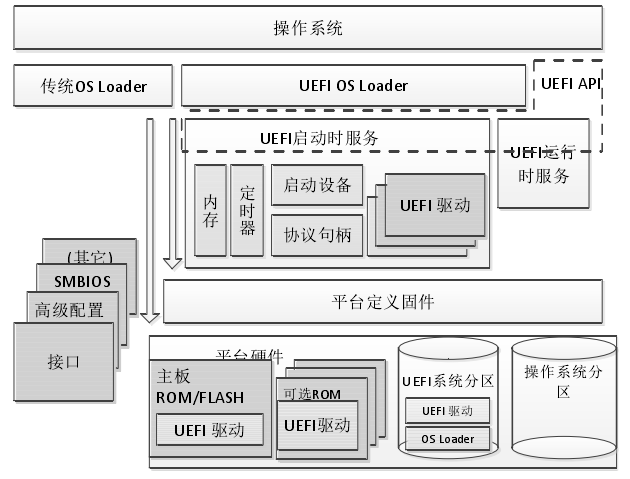 操作系统
传统OS Loader
UEFI OS Loader
UEFI API
UEFI启动时服务
UEFI运行
时服务
内
存
定
时
器
启动设备
协议句柄
UEFI 驱动
(其它)
SMBIOS
高级配置
接口
平台定义固件
平台硬件
主板
ROM/FLASH
UEFI 驱动
可选ROM
UEFI驱动
UEFI系统分区
UEFI 驱动
OS Loader
操作系统分
区